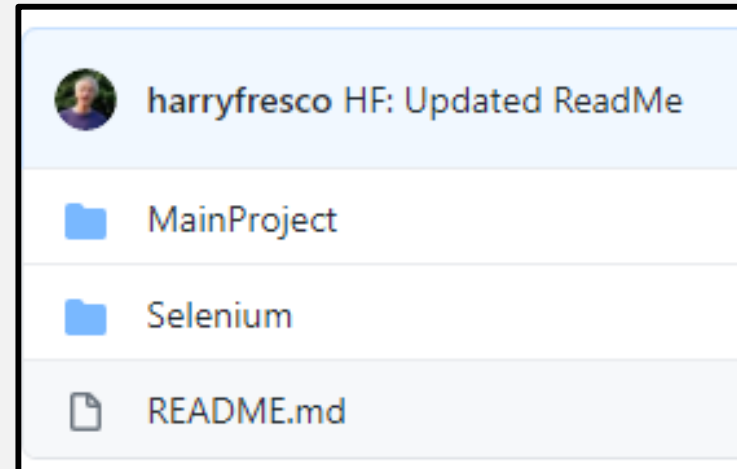 harryfresco HF: Updated ReadMe
MainProject
Selenium
README.md